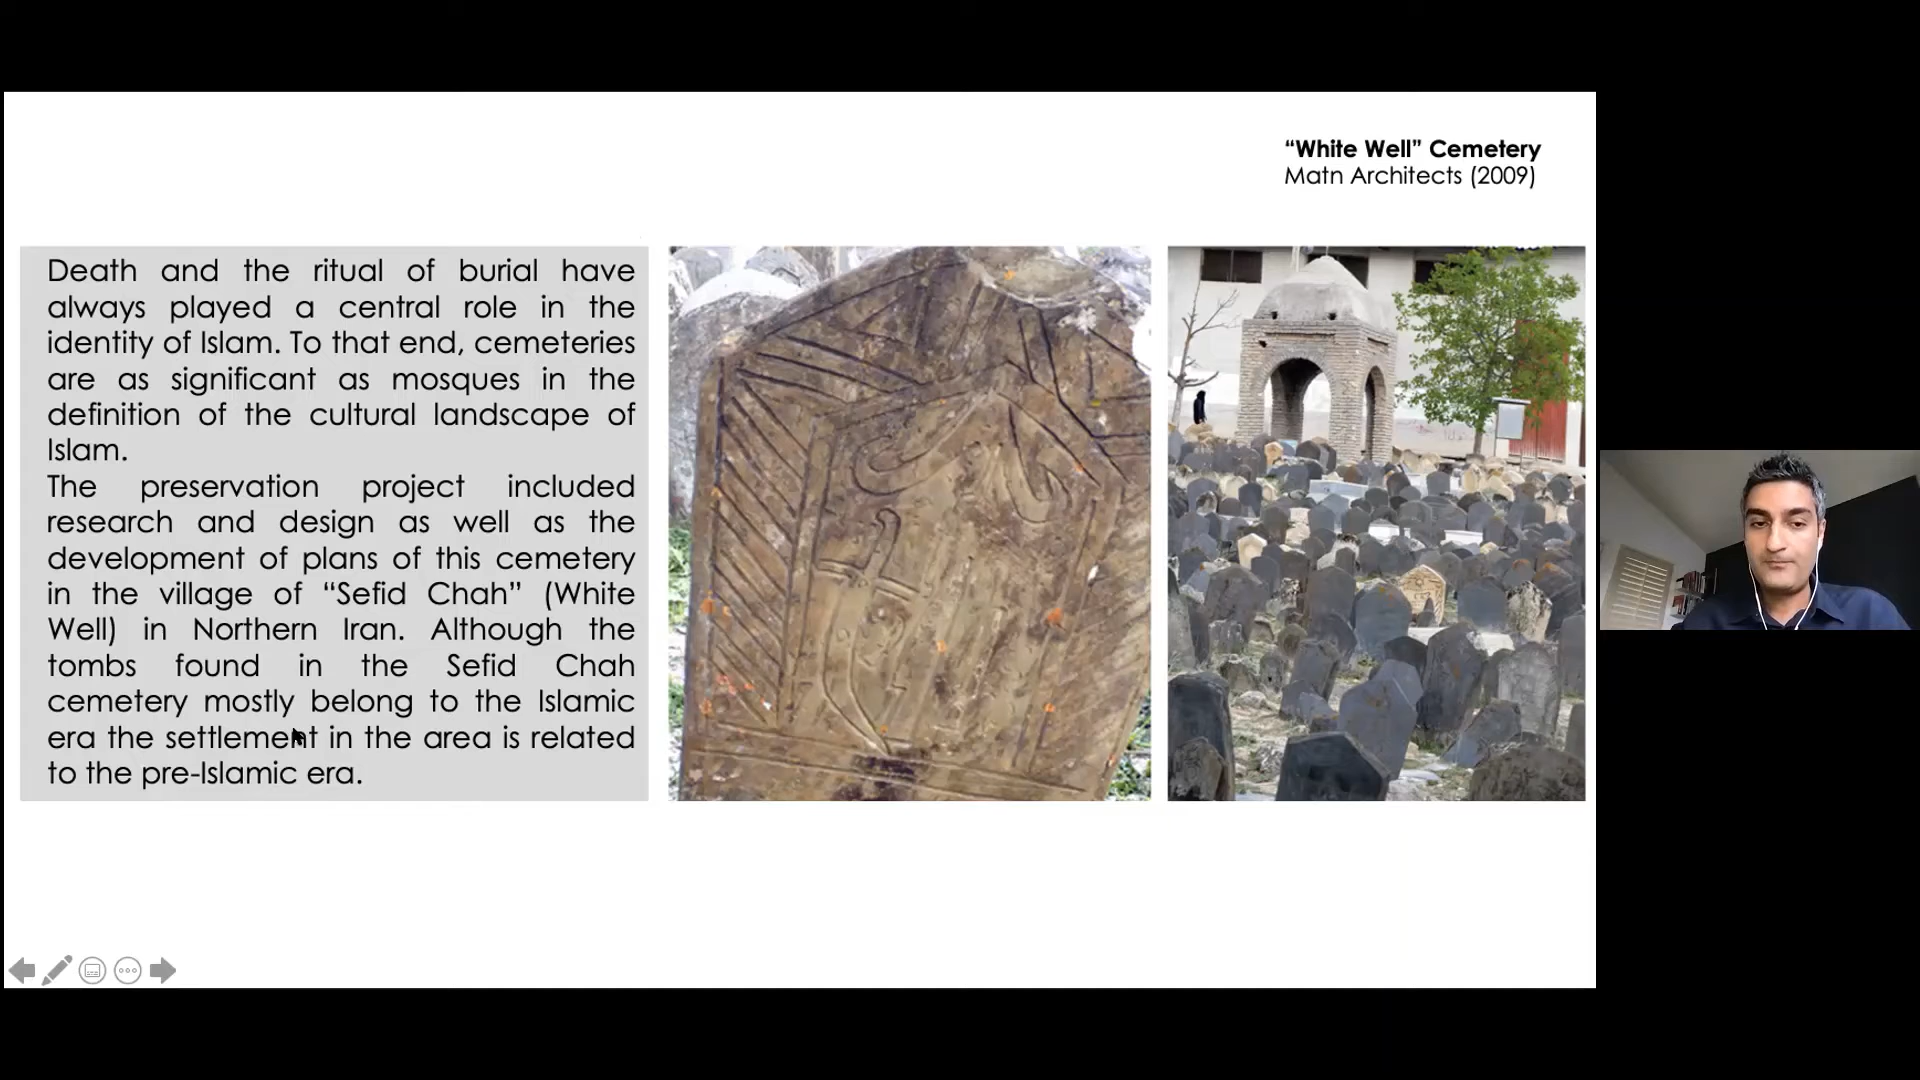 “White Well” Cemetery
Matn Architects (2009)
Death and the ritual of burial have
always played a central role in the
identity of Islam. To that end, cemeteries
are as significant as mosques in the
definition of the cultural landscape of
Islam.
The preservation project included
research and design as well as the
development of plans of this cemetery
in the village of “Sefid Chah” (White
Well) in Northern Iran. Although the
tombs found in the Sefid Chah
cemetery mostly belong to the Islamic
era the settlement in the area is related
to the pre-Islamic era.